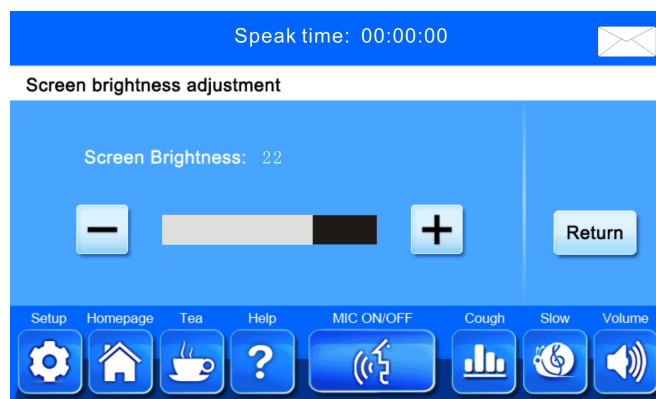 Speak time: 00:00:00
Screen brightness adjustment
Screen Brightness: 22
Return
Setup Homepage Tea Help MIC ON/OFF Cough Slow Volume